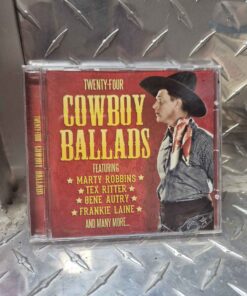 TWENTY-FOUR
COWBOY
BALLADS
FEATURING
★ MARTY ROBBINS ★
★ TEX RITTER ★
★ GENE AUTRY ★
★ FRANKIE LAINE ★
AND MANY MORE...
TWENTY-FOUR COWBOY BALLADS